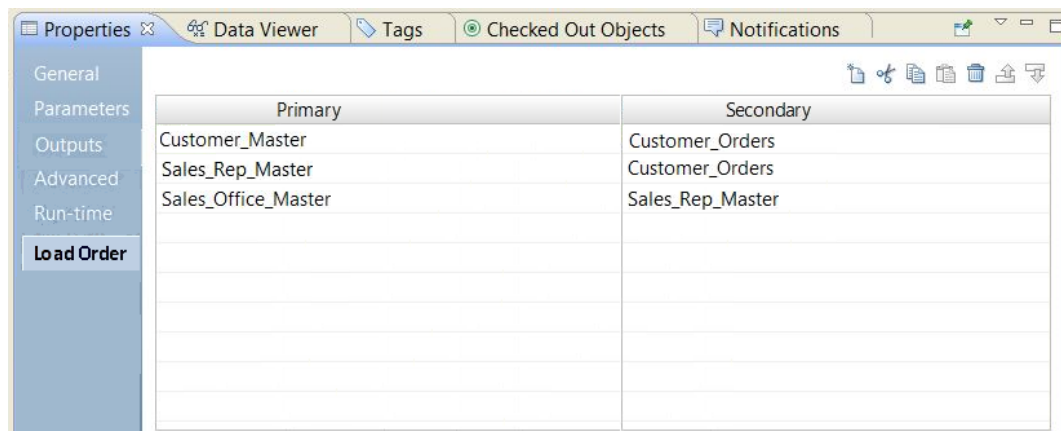 Properties Data Viewer Tags Checked Out Objects Notifications
General
Parameters
Outputs
Advanced
Run-time
Load Order
Primary Secondary
Customer_Master Customer_Orders
Sales_Rep_Master Customer_Orders
Sales_Office_Master Sales_Rep_Master